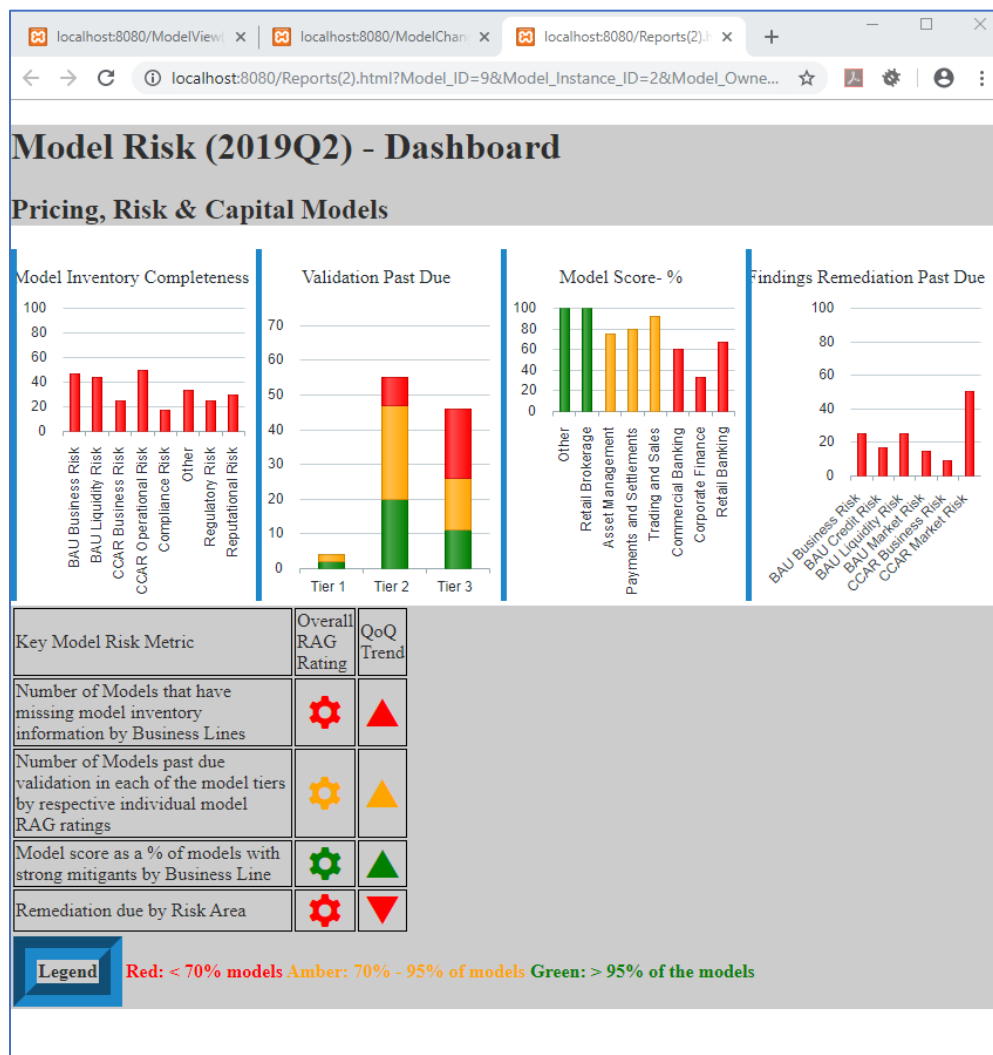 localhost:8080/ModelView(
localhost:8080/ModelChan
localhost:8080/Reports(2).h
localhost:8080/Reports(2).html?Model_ID=9&Model_Instance_ID=2&Model_Owne...
Model Risk (2019Q2) - Dashboard
Pricing, Risk & Capital Models
Model Inventory Completeness
100
80
60
40
20
0
BAU Business Risk
BAU Liquidity Risk
CCAR Business Risk
CCAR Operational Risk
Compliance Risk
Other
Regulatory Risk
Reputational Risk
Validation Past Due
70
60
50
40
30
20
10
0
Tier 1 Tier 2 Tier 3
Model Score- %
100
80
60
40
20
0
Other
Retail Brokerage
Asset Management
Payments and Settlements
Trading and Sales
Commercial Banking
Corporate Finance
Retail Banking
Findings Remediation Past Due
100
80
60
40
20
0
BAU Business Risk
BAU Credit Risk
BAU Liquidity Risk
BAU Market Risk
CCAR Business Risk
CCAR Market Risk
Key Model Risk Metric
Overall
RAG
Rating
QoQ
Trend
Number of Models that have
missing model inventory
information by Business Lines
Number of Models past due
validation in each of the model tiers
by respective individual model
RAG ratings
Model score as a % of models with
strong mitigants by Business Line
Remediation due by Risk Area
Legend
Red: < 70% models Amber: 70% - 95% of models Green: > 95% of the models